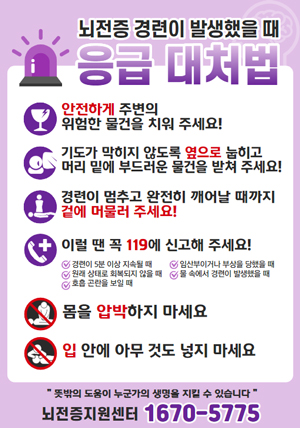 뇌전증 경련이 발생했을 때
응급 대처법
안전하게 주변의
위험한 물건을 치워 주세요!
기도가 막히지 않도록 옆으로 눕히고
머리 밑에 부드러운 물건을 받쳐 주세요!
경련이 멈추고 완전히 깨어날 때까지
곁에 머물러 주세요!
이럴 땐 꼭 119에 신고해 주세요!
경련이 5분 이상 지속될 때
임산부이거나 부상을 당했을 때
원래 상태로 회복되지 않을 때
물 속에서 경련이 발생했을 때
호흡 곤란을 보일 때
몸을 압박하지 마세요
입 안에 아무 것도 넣지 마세요
" 뜻밖의 도움이 누군가의 생명을 지킬 수 있습니다 "
뇌전증지원센터 1670-5775